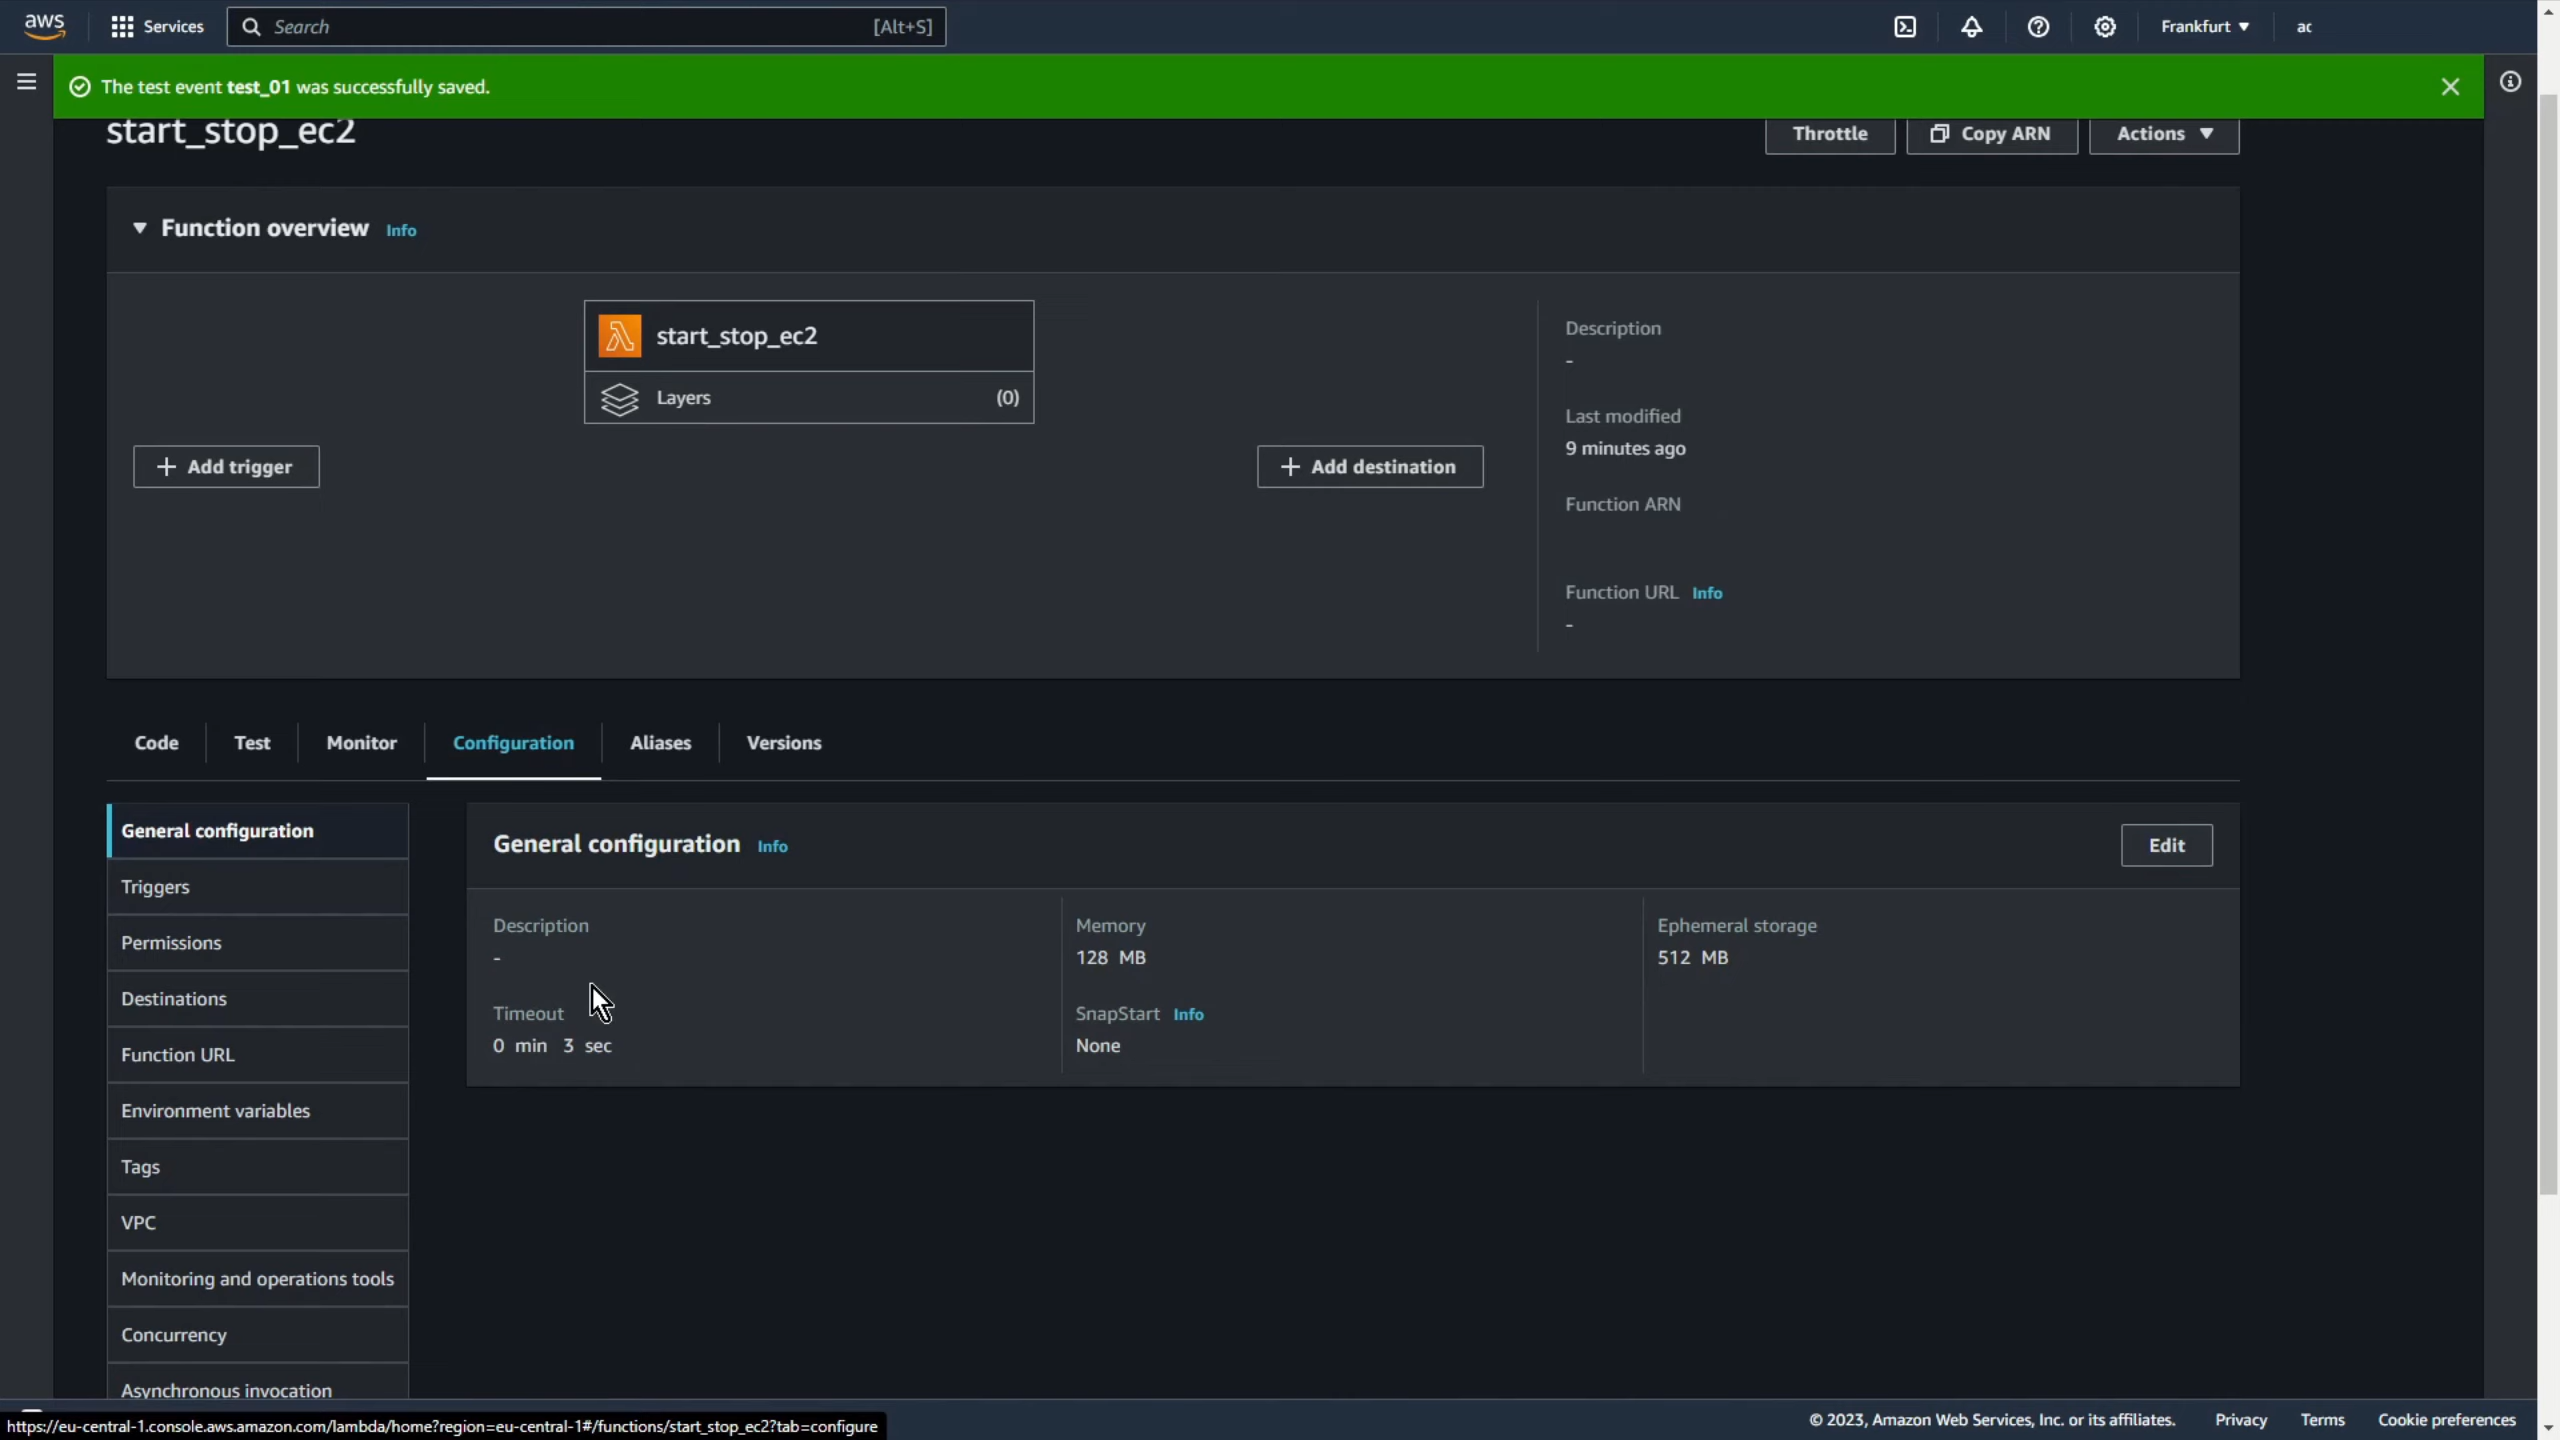 aws
Services
Search
[Alt+S]
Frankfurt ▼
ac
The test event test_01 was successfully saved.
start_stop_ec2
Throttle
Copy ARN
Actions ▼
▼ Function overview Info
start_stop_ec2
Layers (0)
+ Add trigger
+ Add destination
Description
-
Last modified
9 minutes ago
Function ARN
Function URL Info
-
Code
Test
Monitor
Configuration
Aliases
Versions
General configuration
Triggers
Permissions
Destinations
Function URL
Environment variables
Tags
VPC
Monitoring and operations tools
Concurrency
Asynchronous invocation
General configuration Info
Edit
Description
-
Memory
128 MB
Ephemeral storage
512 MB
Timeout
0 min 3 sec
SnapStart Info
None
https://eu-central-1.console.aws.amazon.com/lambda/home?region=eu-central-1#/functions/start_stop_ec2?tab=configure
© 2023, Amazon Web Services, Inc. or its affiliates.
Privacy
Terms
Cookie preferences